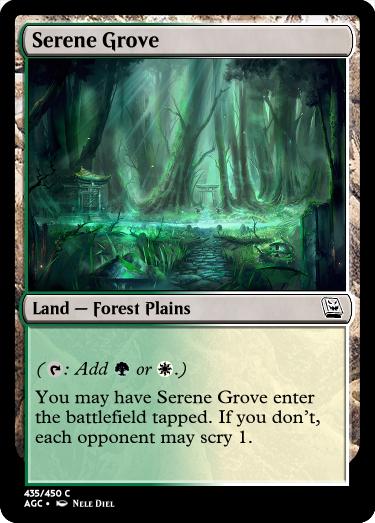 Serene Grove
Land — Forest Plains
(: Add or .)
You may have Serene Grove enter
the battlefield tapped. If you don't,
each opponent may scry 1.
435/450 C
AGC • Nele Diel